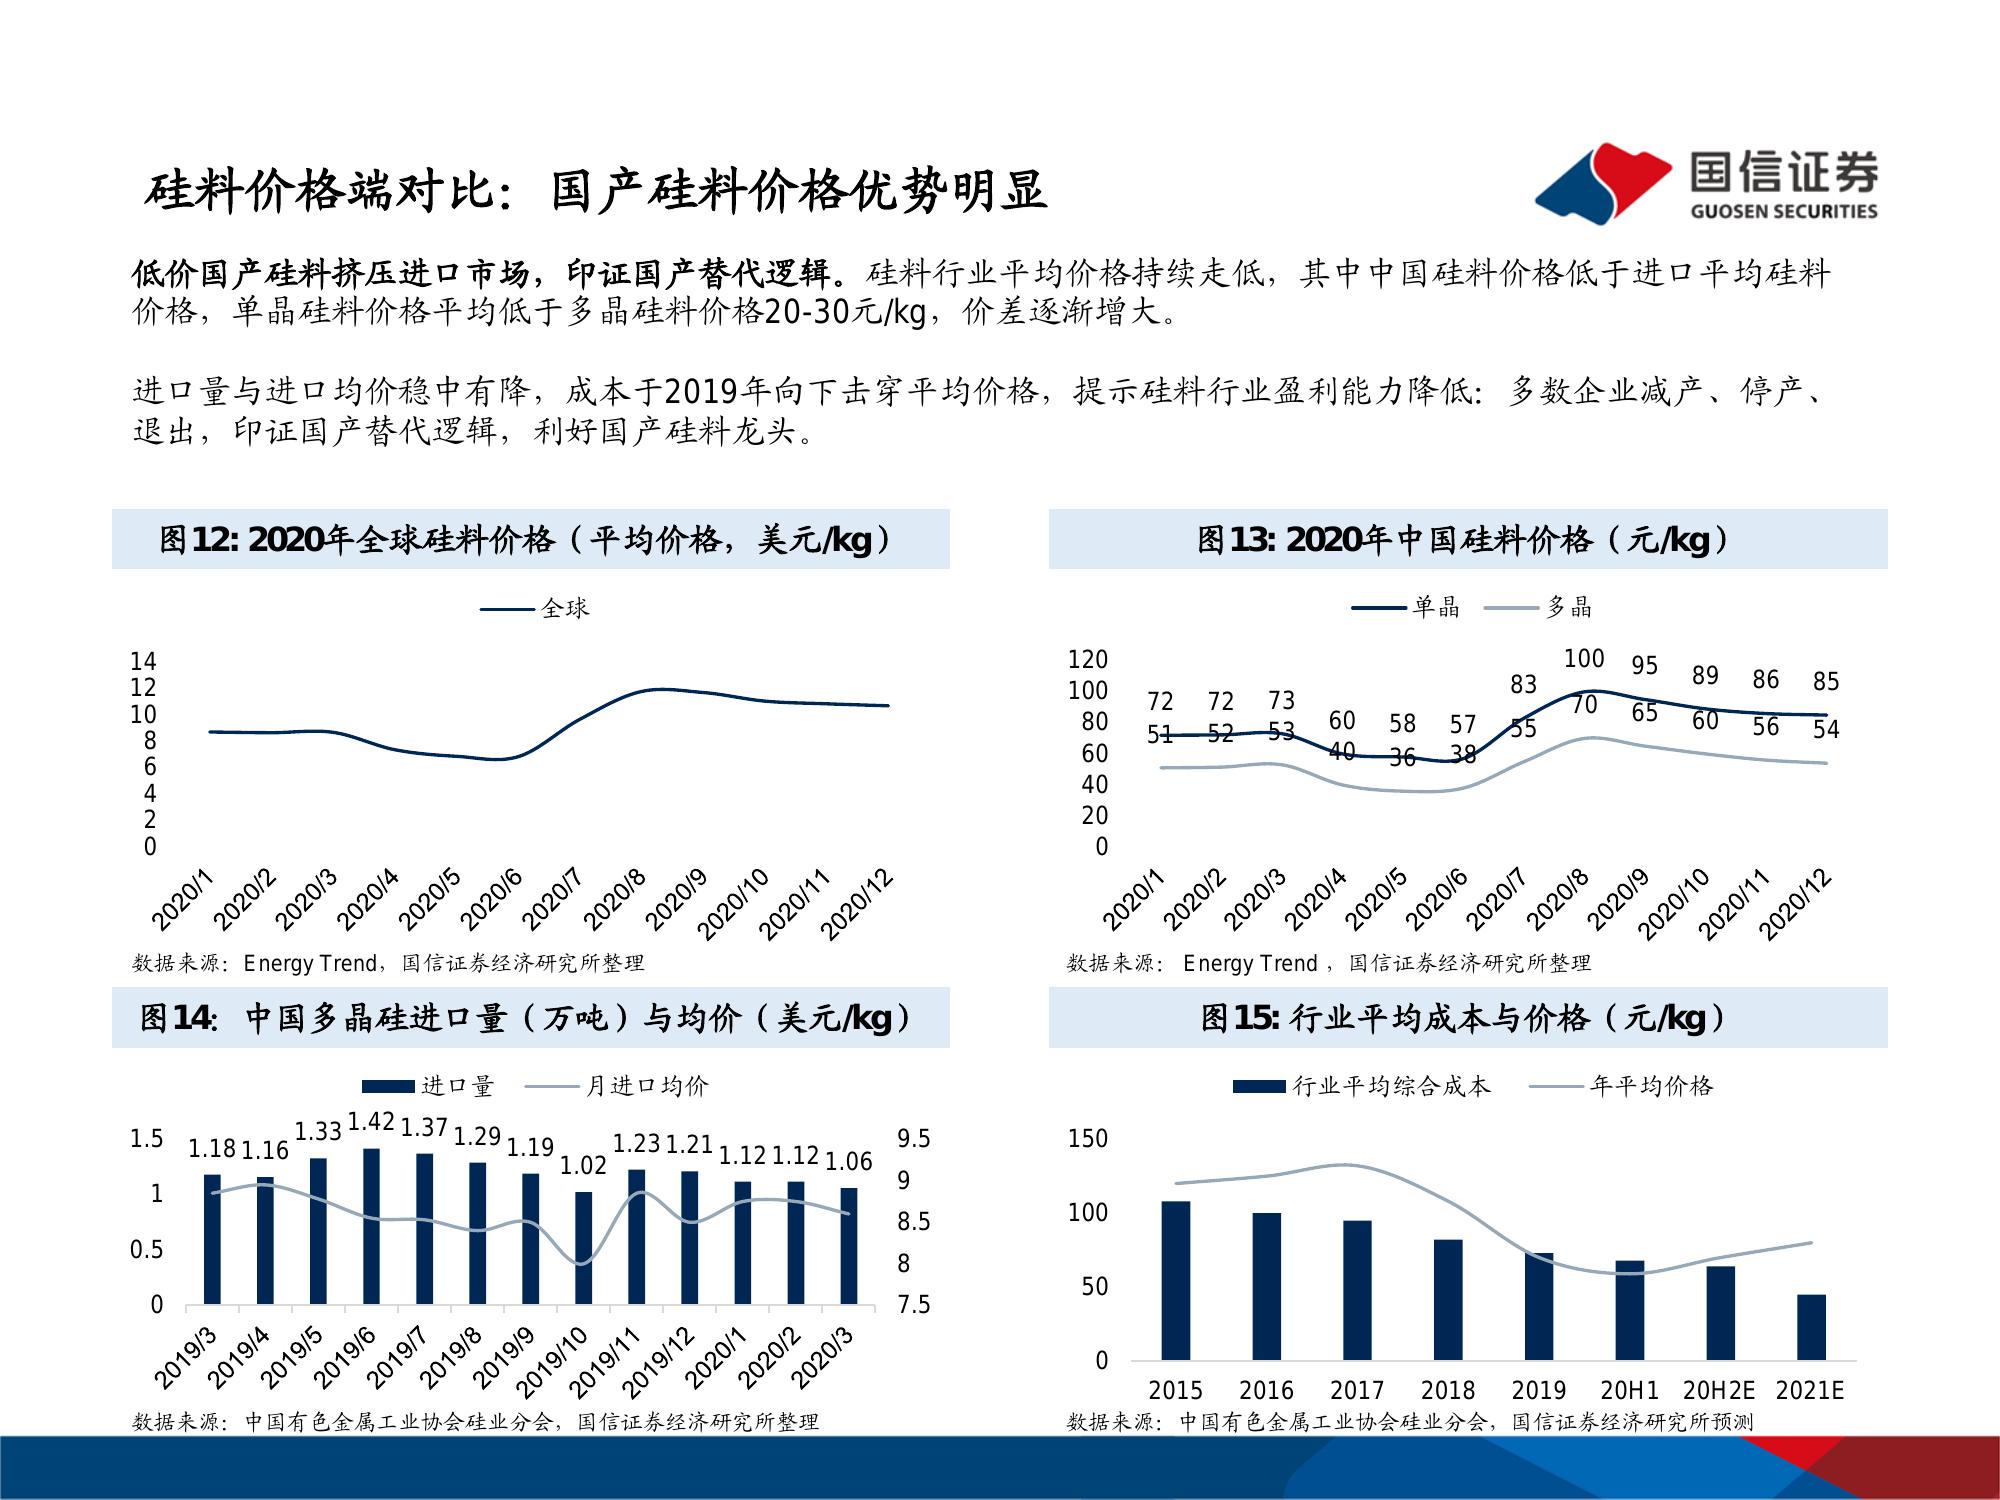 硅料价格端对比：国产硅料价格优势明显
国信证券
GUOSEN SECURITIES
低价国产硅料挤压进口市场，印证国产替代逻辑。硅料行业平均价格持续走低，其中中国硅料价格低于进口平均硅料
价格，单晶硅料价格平均低于多晶硅料价格20-30元/kg，价差逐渐增大。
进口量与进口均价稳中有降，成本于2019年向下击穿平均价格，提示硅料行业盈利能力降低：多数企业减产、停产、
退出，印证国产替代逻辑，利好国产硅料龙头。
图12: 2020年全球硅料价格（平均价格，美元/kg）
全球
14
12
10
8
6
4
2
0
2020/1 2020/2 2020/3 2020/4 2020/5 2020/6 2020/7 2020/8 2020/9 2020/10 2020/11 2020/12
数据来源：Energy Trend，国信证券经济研究所整理
图13: 2020年中国硅料价格（元/kg）
单晶 多晶
120
100
80
60
40
20
0
72 72 73 60 58 57 83 100 95 89 86 85
51 52 53 40 36 38 55 70 65 60 56 54
2020/1 2020/2 2020/3 2020/4 2020/5 2020/6 2020/7 2020/8 2020/9 2020/10 2020/11 2020/12
数据来源： Energy Trend ，国信证券经济研究所整理
图14： 中国多晶硅进口量（万吨）与均价（美元/kg）
进口量 月进口均价
1.5
1
0.5
0
1.18 1.16 1.33 1.42 1.37 1.29 1.19 1.02 1.23 1.21 1.12 1.12 1.06
9.5
9
8.5
8
7.5
2019/3 2019/4 2019/5 2019/6 2019/7 2019/8 2019/9 2019/10 2019/11 2019/12 2020/1 2020/2 2020/3
数据来源：中国有色金属工业协会硅业分会，国信证券经济研究所整理
图15: 行业平均成本与价格（元/kg）
行业平均综合成本 年平均价格
150
100
50
0
2015 2016 2017 2018 2019 20H1 20H2E 2021E
数据来源：中国有色金属工业协会硅业分会，国信证券经济研究所预测